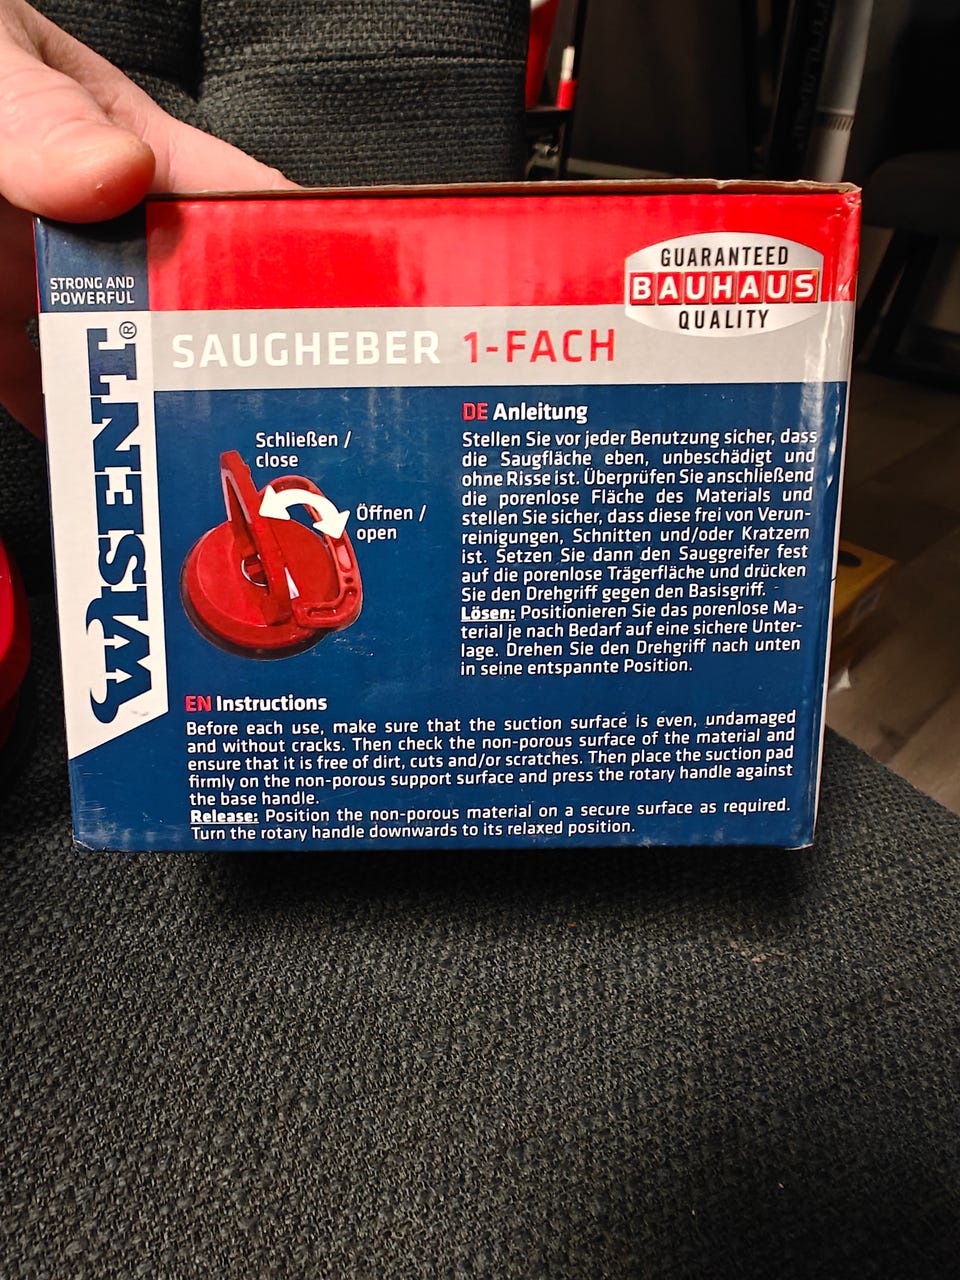 STRONG AND
POWERFUL
WISENT®
GUARANTEED
BAUHAUS
QUALITY
SAUGHEBER 1-FACH
Schließen /
close
Öffnen /
open
DE Anleitung
Stellen Sie vor jeder Benutzung sicher, dass
die Saugfläche eben, unbeschädigt und
ohne Risse ist. Überprüfen Sie anschließend
die porenlose Fläche des Materials und
stellen Sie sicher, dass diese frei von Verun-
reinigungen, Schnitten und/oder Kratzern
ist. Setzen Sie dann den Sauggreifer fest
auf die porenlose Trägerfläche und drücken
Sie den Drehgriff gegen den Basisgriff.
Lösen: Positionieren Sie das porenlose Ma-
terial je nach Bedarf auf eine sichere Unter-
lage. Drehen Sie den Drehgriff nach unten
in seine entspannte Position.
EN Instructions
Before each use, make sure that the suction surface is even, undamaged
and without cracks. Then check the non-porous surface of the material and
ensure that it is free of dirt, cuts and/or scratches. Then place the suction pad
firmly on the non-porous support surface and press the rotary handle against
the base handle.
Release: Position the non-porous material on a secure surface as required.
Turn the rotary handle downwards to its relaxed position.